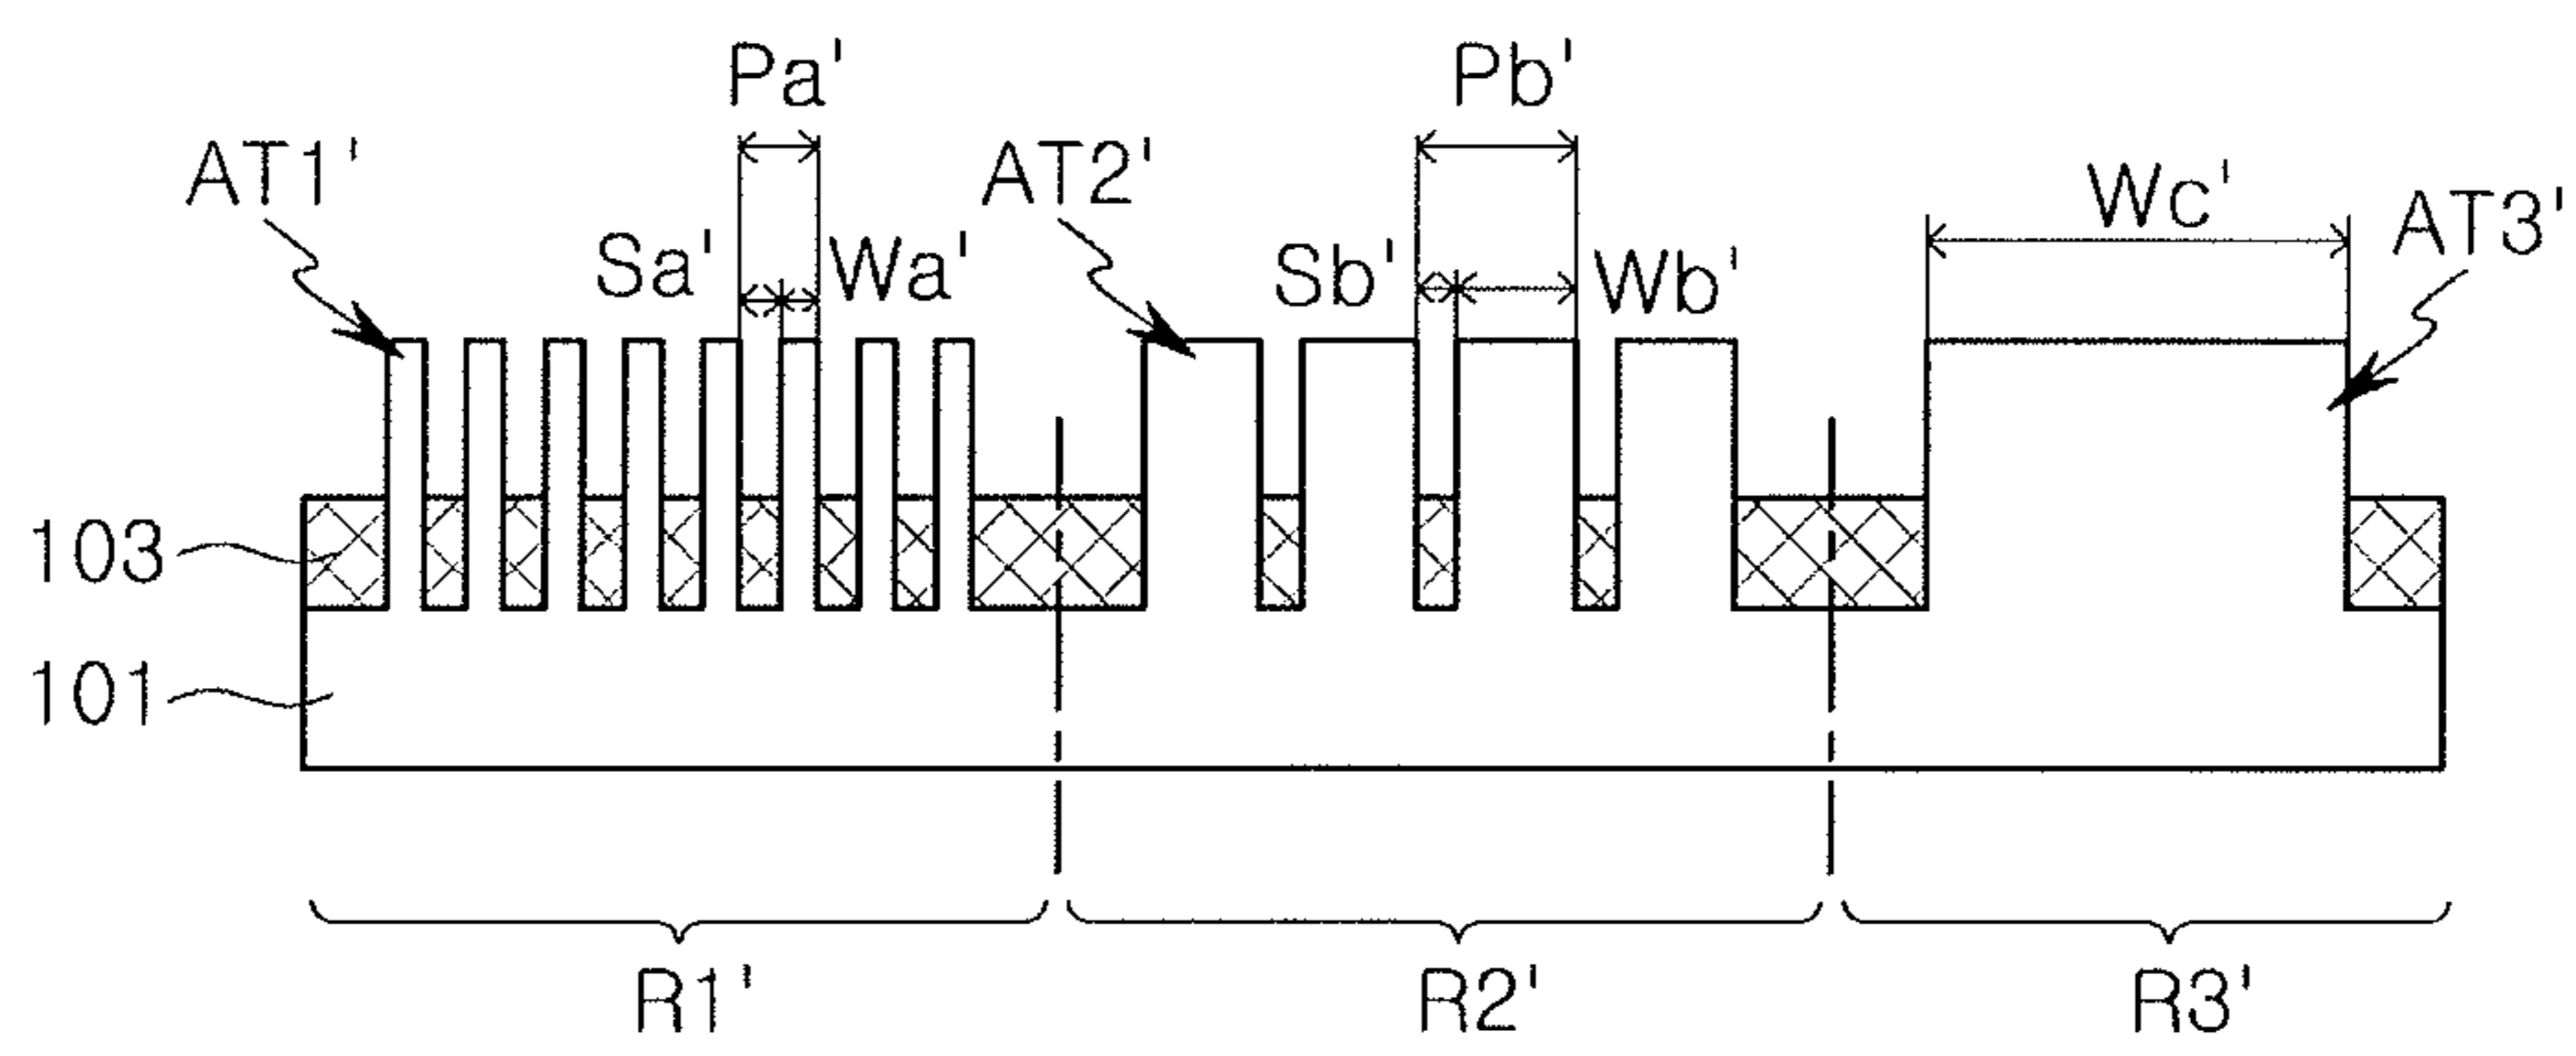 Pa' Pb'
AT1' AT2' Wc' AT3'
Sa' Wa' Sb' Wb'
103
101
R1' R2' R3'